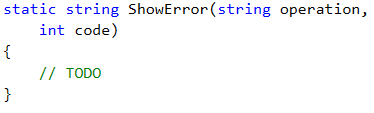 static string ShowError(string operation,
    int code)
{
    // TODO
}